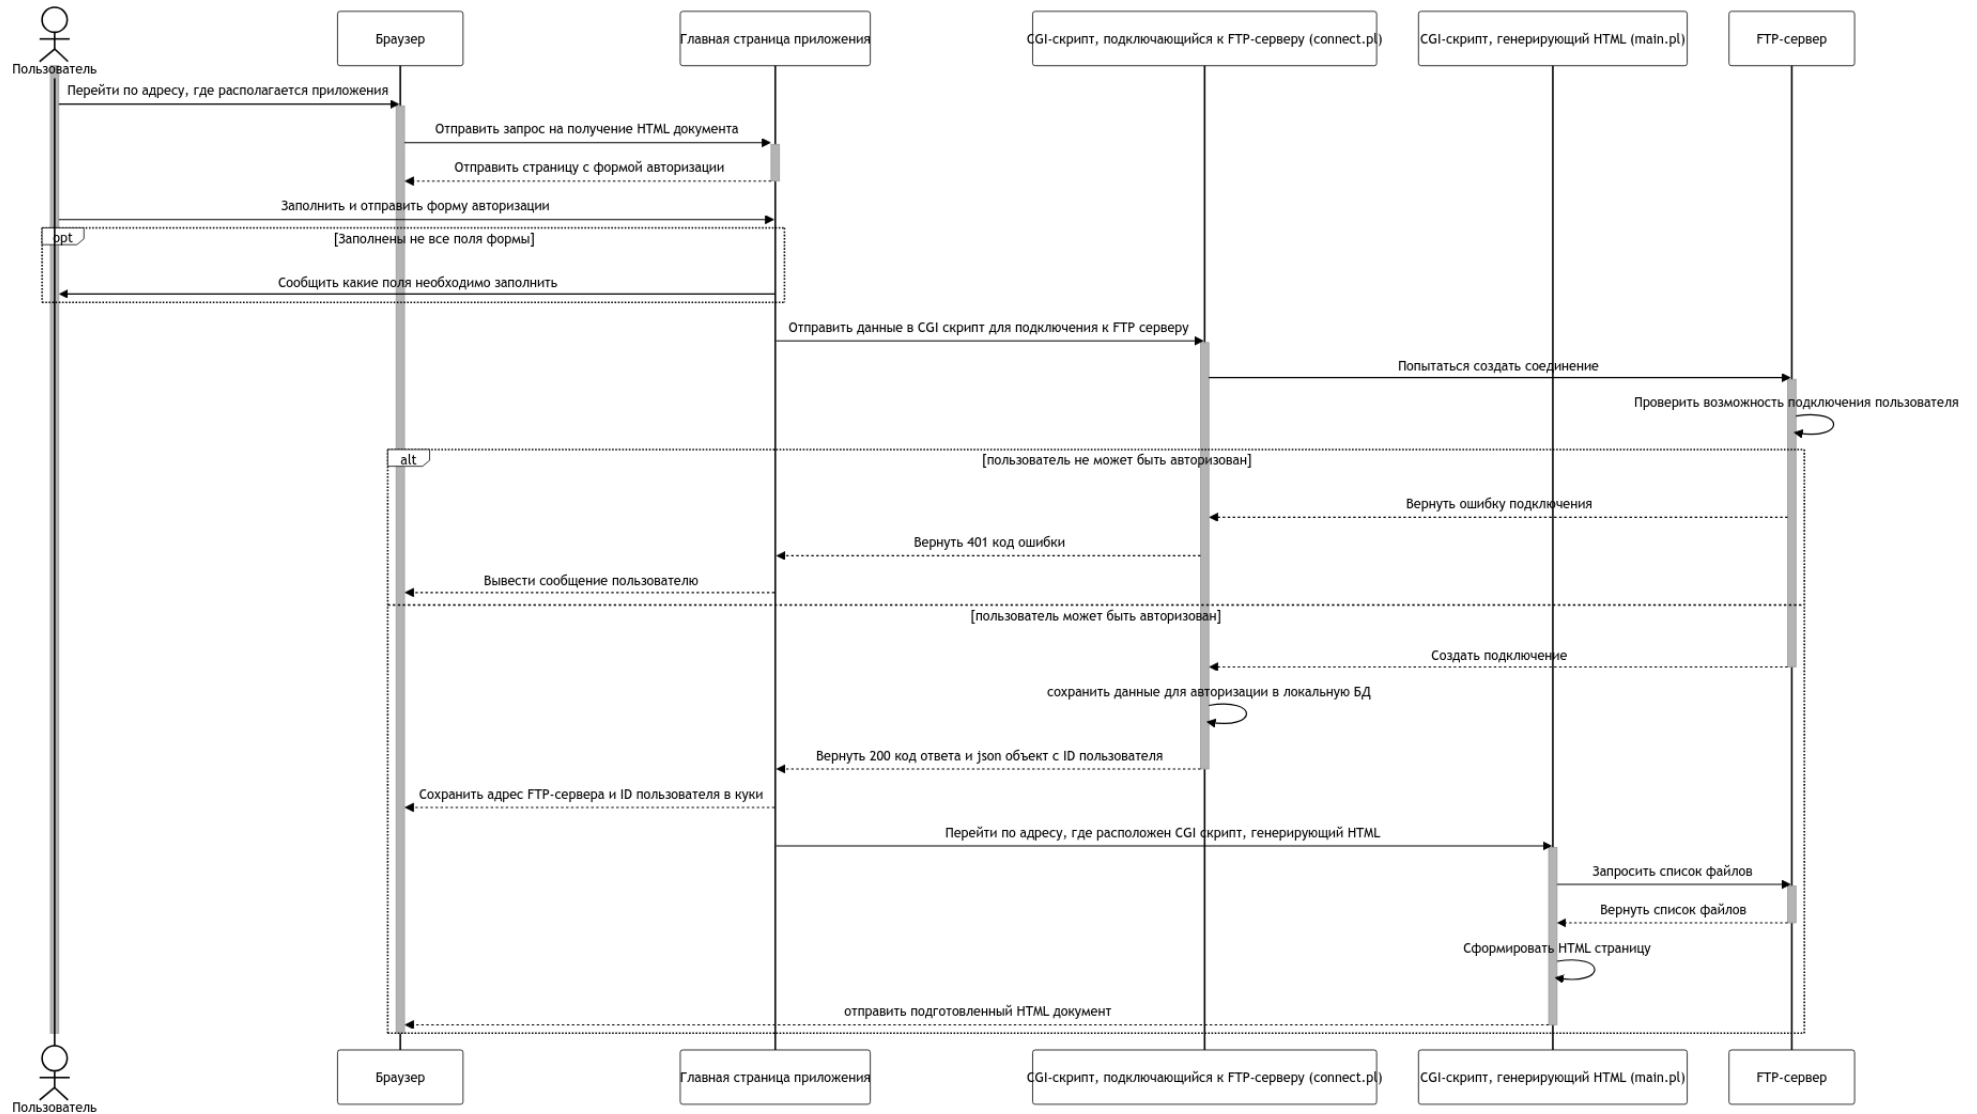 Пользователь
Браузер
Главная страница приложения
CGI-скрипт, подключающийся к FTP-серверу (connect.pl)
CGI-скрипт, генерирующий HTML (main.pl)
FTP-сервер
Перейти по адресу, где располагается приложения
Отправить запрос на получение HTML документа
Отправить страницу с формой авторизации
Заполнить и отправить форму авторизации
opt
[Заполнены не все поля формы]
Сообщить какие поля необходимо заполнить
Отправить данные в CGI скрипт для подключения к FTP серверу
Попытаться создать соединение
Проверить возможность подключения пользователя
alt
[пользователь не может быть авторизован]
Вернуть ошибку подключения
Вернуть 401 код ошибки
Вывести сообщение пользователю
[пользователь может быть авторизован]
Создать подключение
сохранить данные для авторизации в локальную БД
Вернуть 200 код ответа и json объект с ID пользователя
Сохранить адрес FTP-сервера и ID пользователя в куки
Перейти по адресу, где расположен CGI скрипт, генерирующий HTML
Запросить список файлов
Вернуть список файлов
Сформировать HTML страницу
отправить подготовленный HTML документ
Пользователь
Браузер
Главная страница приложения
CGI-скрипт, подключающийся к FTP-серверу (connect.pl)
CGI-скрипт, генерирующий HTML (main.pl)
FTP-сервер